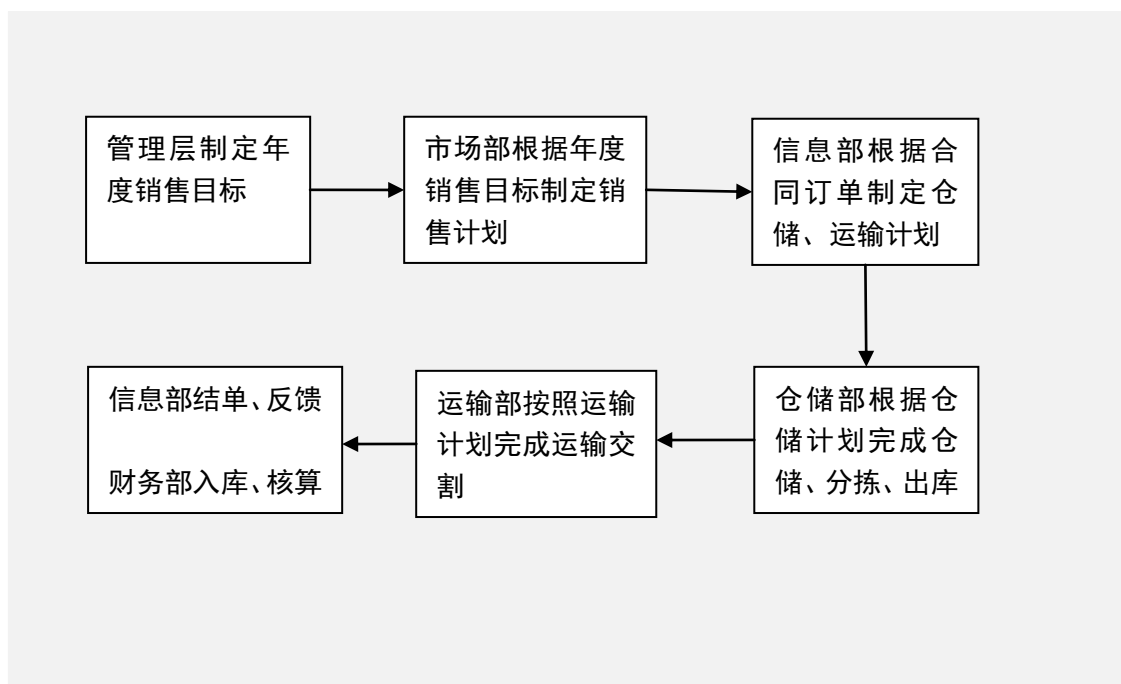 管理层制定年
度销售目标
市场部根据年度
销售目标制定销
售计划
信息部根据合
同订单制定仓
储、运输计划
仓储部根据仓
储计划完成仓
储、分拣、出库
运输部按照运输
计划完成运输交
割
信息部结单、反馈
财务部入库、核算